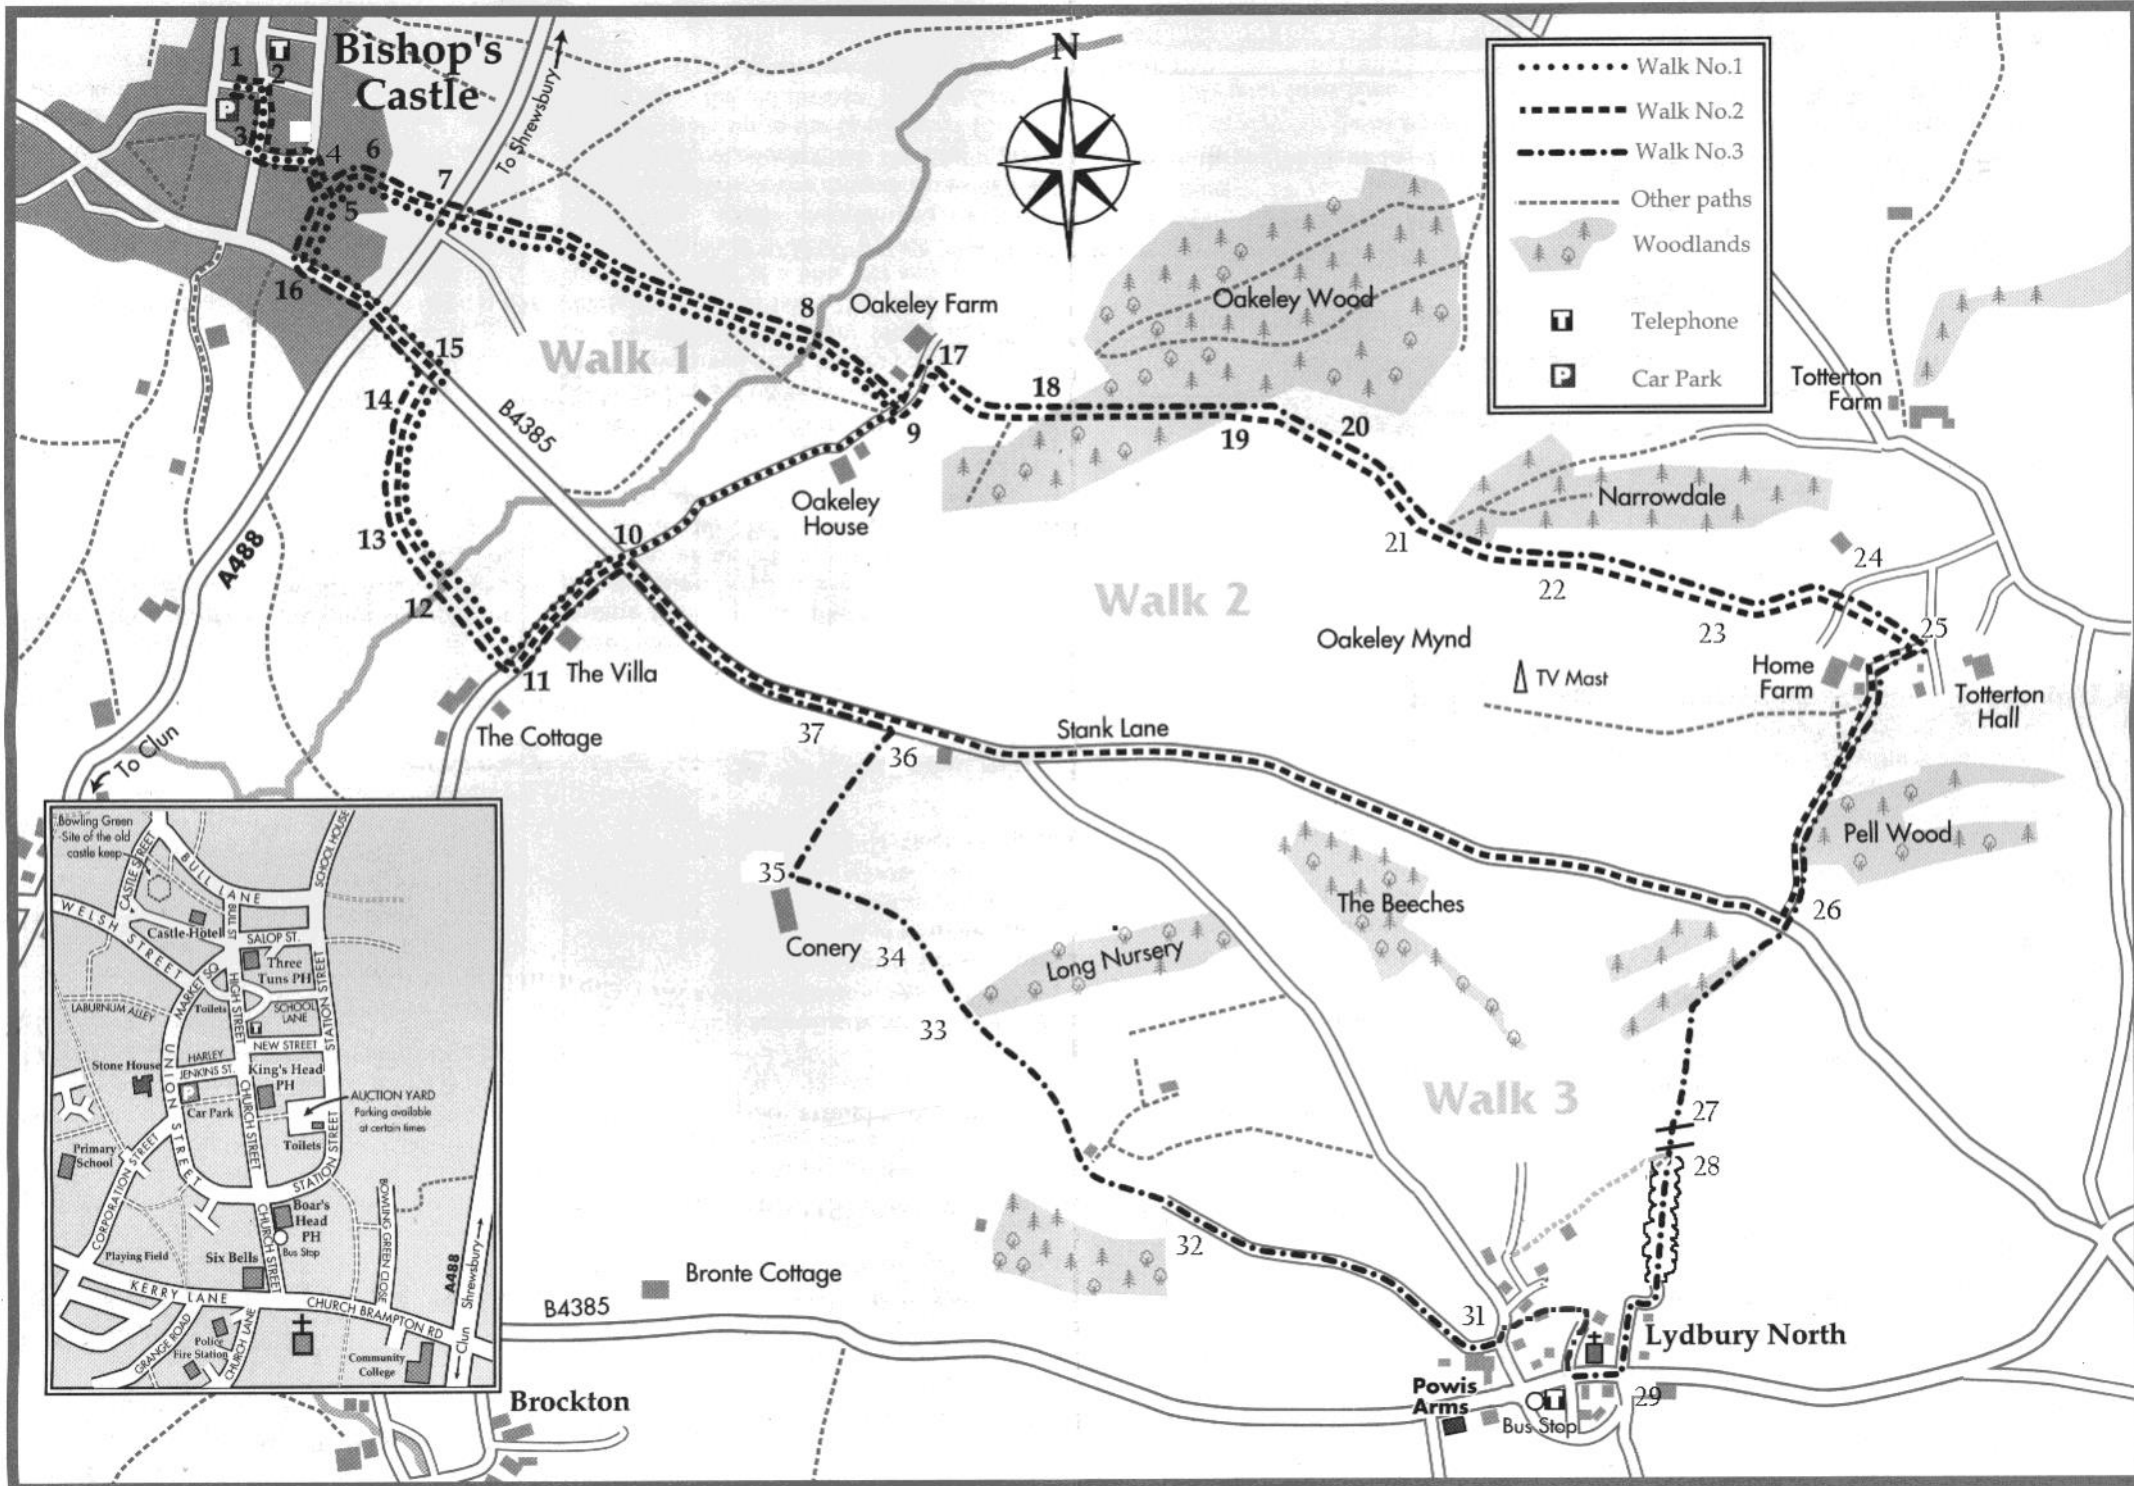 Bishop's
Castle
1
2
T
P
3
4
5
6
7
To Shrewsbury
N
Walk No.1
Walk No.2
Walk No.3
Other paths
Woodlands
T
Telephone
P
Car Park
16
15
14
13
12
11
10
8
9
17
18
19
20
21
22
23
24
25
26
27
28
29
31
32
33
34
35
36
37
Walk 1
Walk 2
Walk 3
Oakeley Farm
Oakeley
House
Oakeley Wood
Totterton
Farm
Narrowdale
B4385
A488
The Villa
The Cottage
To Clun
Oakeley Mynd
TV Mast
Home
Farm
Totterton
Hall
Stank Lane
Pell Wood
The Beeches
Long Nursery
Conery
Bronte Cottage
B4385
Lydbury North
Powis
Arms
T
Bus Stop
Brockton
Bowling Green
-Site of the old
castle keep
CASTLE STREET
BULL LANE
SCHOOL HOUSE
WELSH STREET
BULL ST
Castle Hotel
SALOP ST.
Three
Tuns PH
MARKET SQ
Toilets
HIGH STREET
SCHOOL
LANE
STATION STREET
LABURNUM ALLEY
T
NEW STREET
Stone House
HARLEY
JENKINS ST.
King's Head
PH
UNION STREET
P
Car Park
CHURCH STREET
AUCTION YARD
Parking available
at certain times
Toilets
STATION STREET
Primary
School
CORPORATION STREET
STATION STREET
Boar's
Head
PH
Bus Stop
BOWLING GREEN CLOSE
CHURCH STREET
Playing Field
Six Bells
KERRY LANE
CHURCH BRAMPTON RD
A488
Shrewsbury
Clun
GRANGE ROAD
Police
Fire Station
CHURCH LANE
Community
College